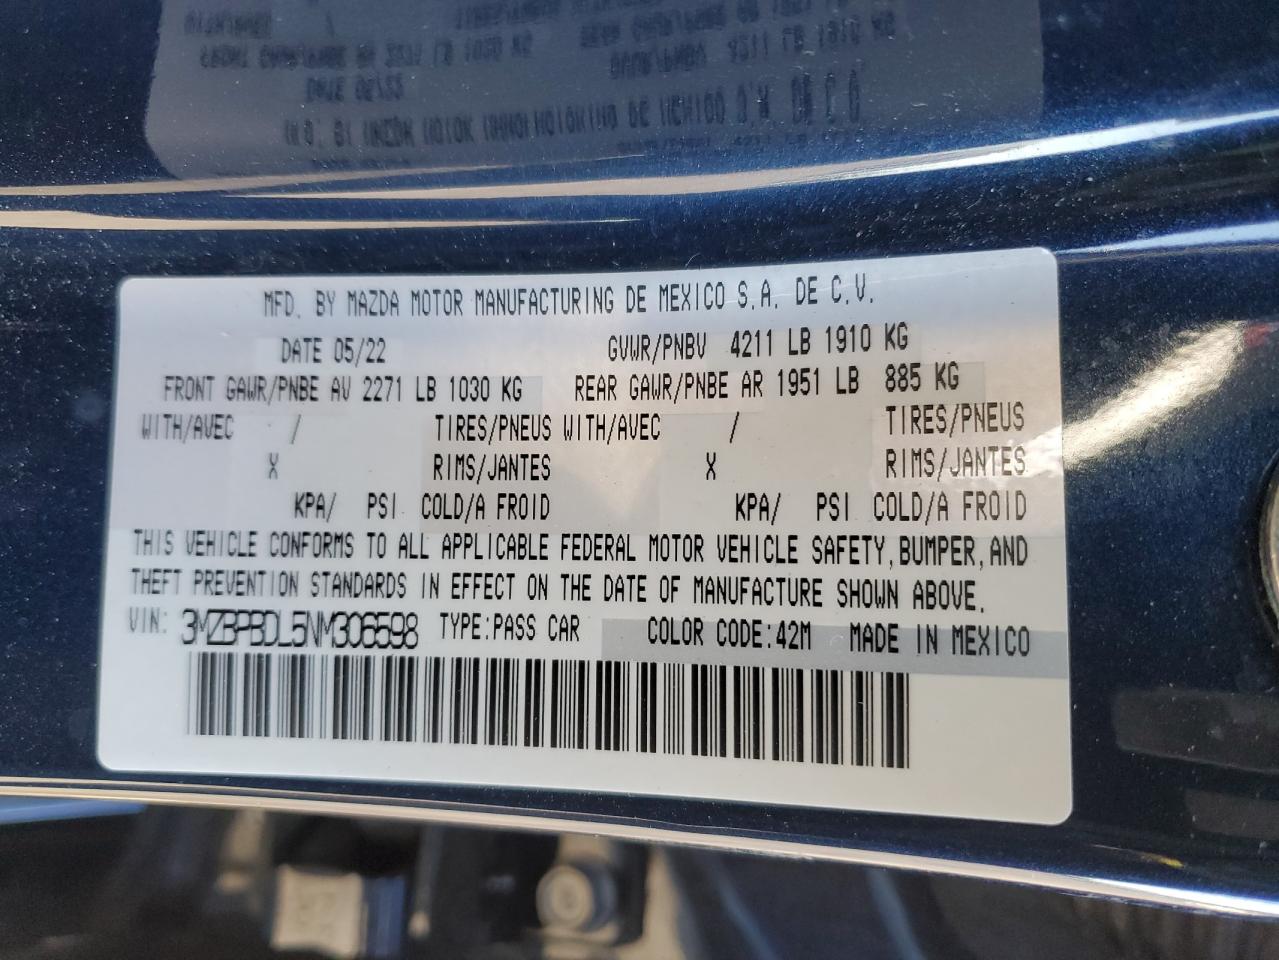 MFD. BY MAZDA MOTOR MANUFACTURING DE MEXICO S.A. DE C.V.
DATE 05/22 GVWR/PNBV 4211 LB 1910 KG
FRONT GAWR/PNBE AV 2271 LB 1030 KG REAR GAWR/PNBE AR 1951 LB 885 KG
WITH/AVEC / TIRES/PNEUS WITH/AVEC / TIRES/PNEUS
X RIMS/JANTES X RIMS/JANTES
KPA/ PSI COLD/A FROID KPA/ PSI COLD/A FROID
THIS VEHICLE CONFORMS TO ALL APPLICABLE FEDERAL MOTOR VEHICLE SAFETY, BUMPER, AND
THEFT PREVENTION STANDARDS IN EFFECT ON THE DATE OF MANUFACTURE SHOWN ABOVE.
VIN: 3MZBPBDL5NM306598 TYPE:PASS CAR COLOR CODE:42M MADE IN MEXICO